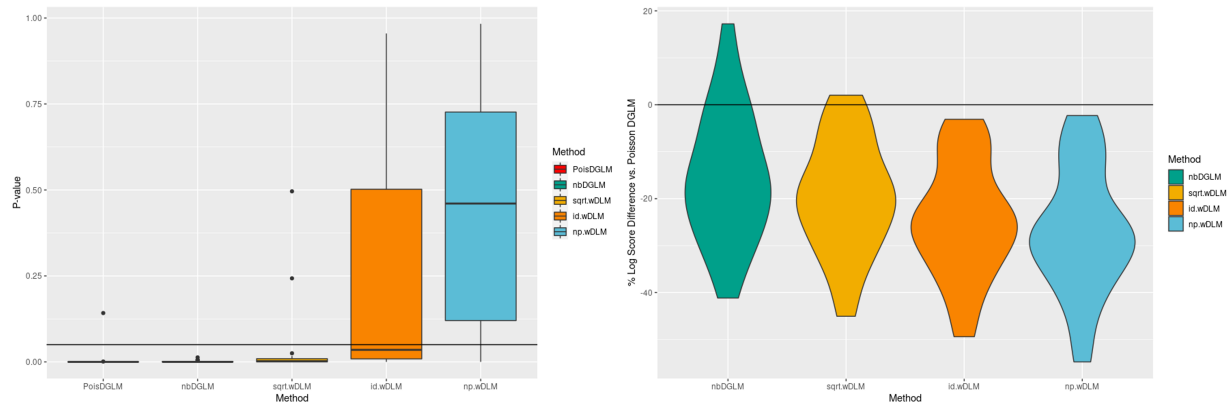 1.00
0.75
0.50
0.25
0.00
P-value
PoisDGLM
nbDGLM
sqrt.wDLM
id.wDLM
np.wDLM
Method
Method
PoisDGLM
nbDGLM
sqrt.wDLM
id.wDLM
np.wDLM
20
0
-20
-40
% Log Score Difference vs. Poisson DGLM
nbDGLM
sqrt.wDLM
id.wDLM
np.wDLM
Method
Method
nbDGLM
sqrt.wDLM
id.wDLM
np.wDLM